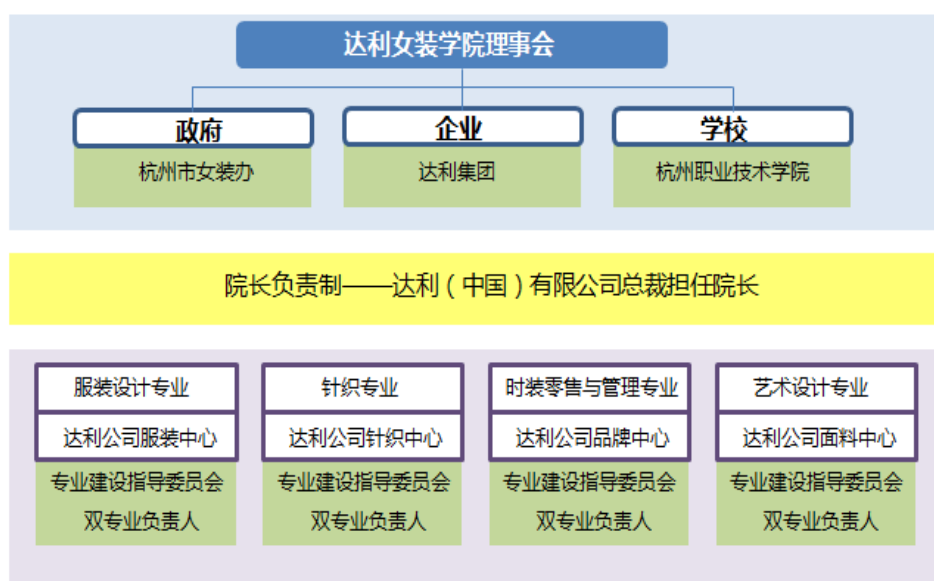 达利女装学院理事会
政府
企业
学校
杭州市女装办
达利集团
杭州职业技术学院
院长负责制——达利（中国）有限公司总裁担任院长
服装设计专业
针织专业
时装零售与管理专业
艺术设计专业
达利公司服装中心
达利公司针织中心
达利公司品牌中心
达利公司面料中心
专业建设指导委员会
专业建设指导委员会
专业建设指导委员会
专业建设指导委员会
双专业负责人
双专业负责人
双专业负责人
双专业负责人